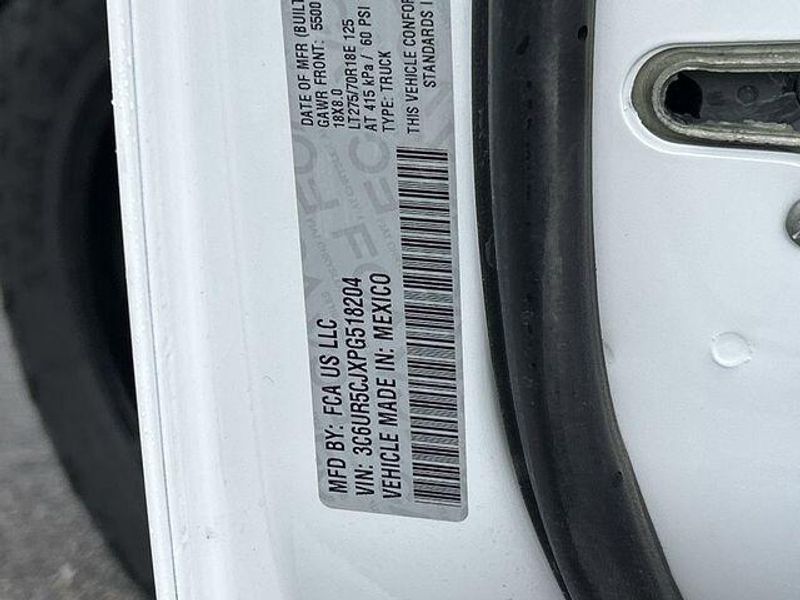 MFD BY: FCA US LLC
VIN: 3C6UR5CJXPG518204
VEHICLE MADE IN: MEXICO
DATE OF MFR (BUILT
GAWR FRONT: 5500
18X8.0
LT275/70R18E 125
AT 415 kPa / 60 PSI
TYPE: TRUCK
THIS VEHICLE CONFOR
STANDARDS I